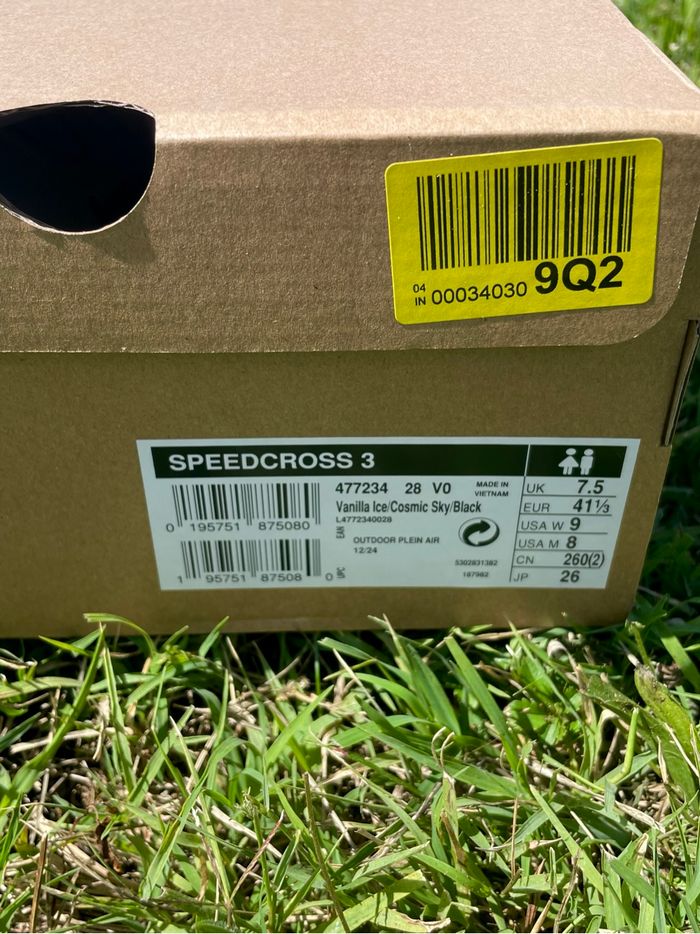 04
IN 00034030 9Q2
SPEEDCROSS 3
477234 28 V0 MADE IN
VIETNAM
Vanilla Ice/Cosmic Sky/Black
L4772340028
0 195751 875080
EAN
OUTDOOR PLEIN AIR
12/24
1 95751 87508 0 UPC
5302831382
187982
UK 7.5
EUR 41⅓
USA W 9
USA M 8
CN 260(2)
JP 26